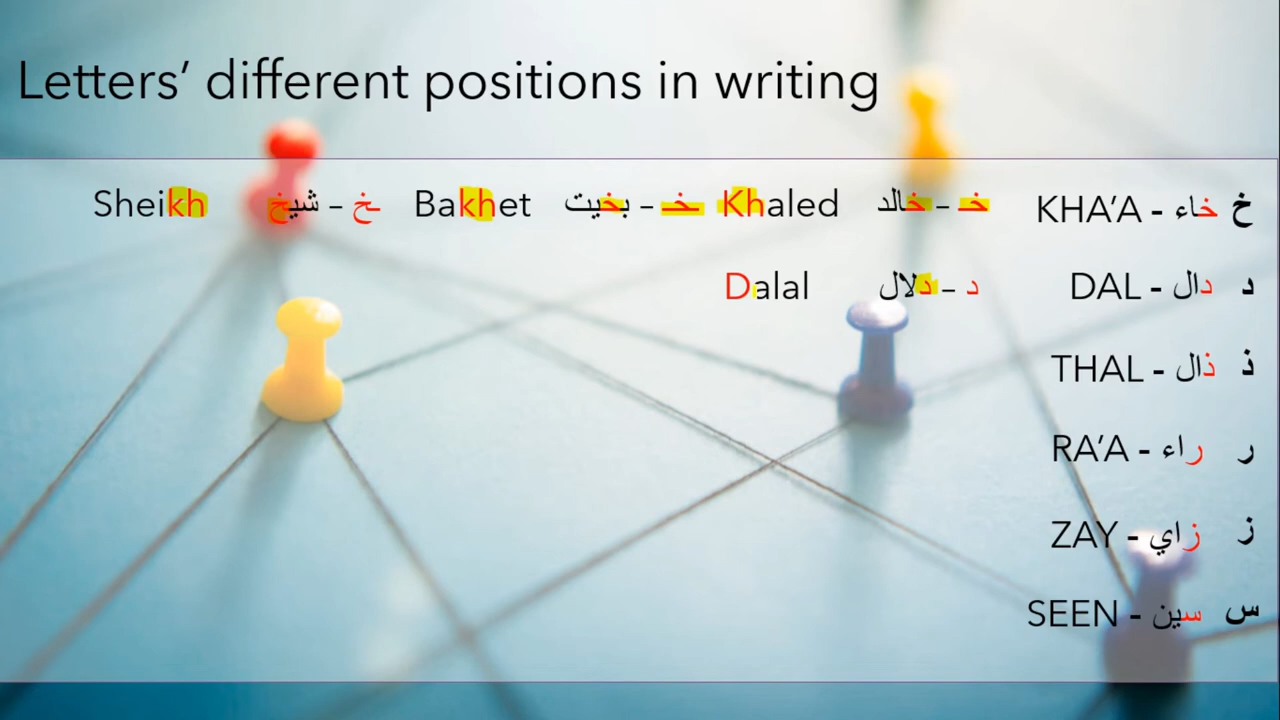 Letters’ different positions in writing
خ خاء - KHA’A خـ – خالد Khaled ـخـ – بخيت Bakhet ـخ – شيخ Sheikh
د دال - DAL د – دلال Dalal
ذ ذال - THAL
ر راء - RA’A
ز زاي - ZAY
س سين - SEEN